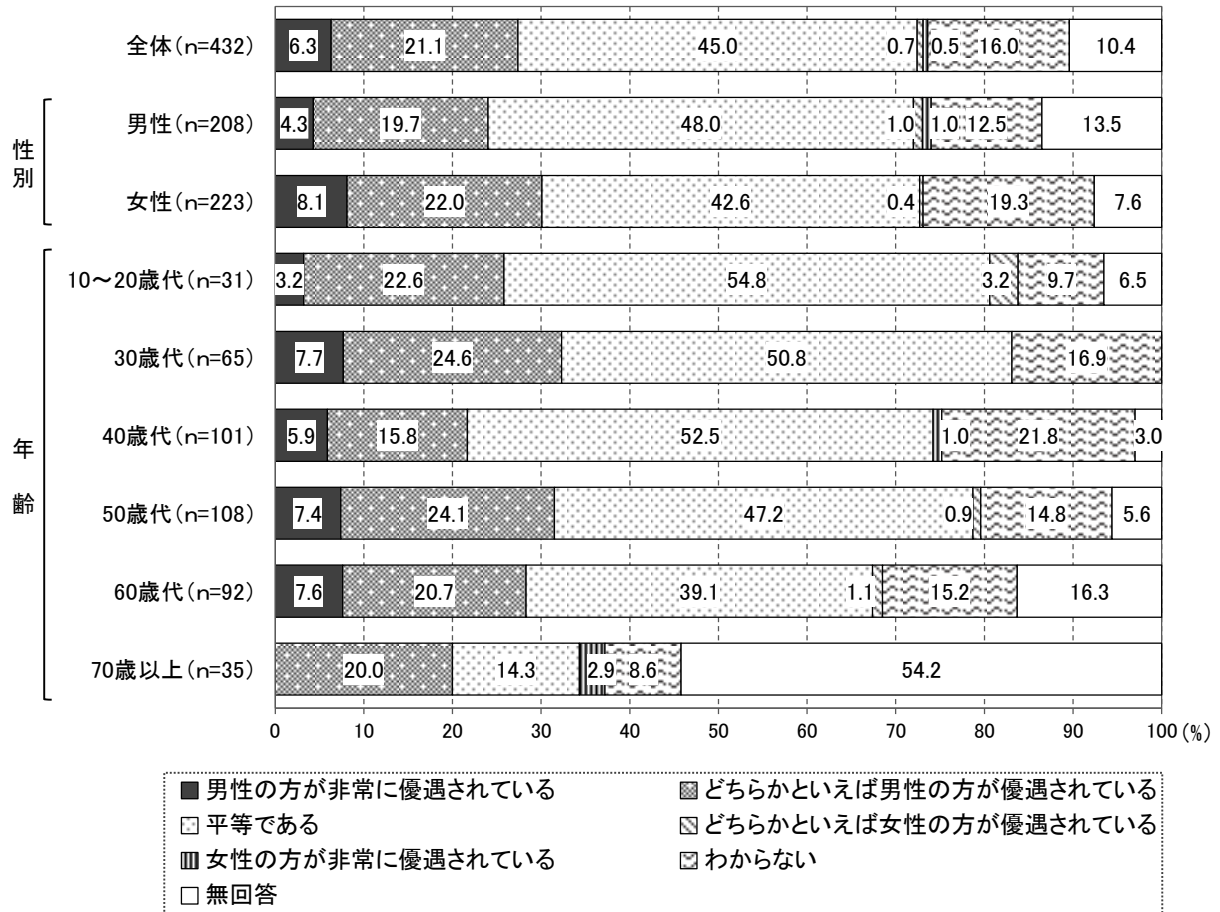 全体(n=432) 6.3 21.1 45.0 0.7 0.5 16.0 10.4
性別
男性(n=208) 4.3 19.7 48.0 1.0 1.0 12.5 13.5
女性(n=223) 8.1 22.0 42.6 0.4 19.3 7.6
年齢
10～20歳代(n=31) 3.2 22.6 54.8 3.2 9.7 6.5
30歳代(n=65) 7.7 24.6 50.8 16.9
40歳代(n=101) 5.9 15.8 52.5 1.0 21.8 3.0
50歳代(n=108) 7.4 24.1 47.2 0.9 14.8 5.6
60歳代(n=92) 7.6 20.7 39.1 1.1 15.2 16.3
70歳以上(n=35) 20.0 14.3 2.9 8.6 54.2
0 10 20 30 40 50 60 70 80 90 100 (%)
男性の方が非常に優遇されている どちらかといえば男性の方が優遇されている
平等である どちらかといえば女性の方が優遇されている
女性の方が非常に優遇されている わからない
無回答